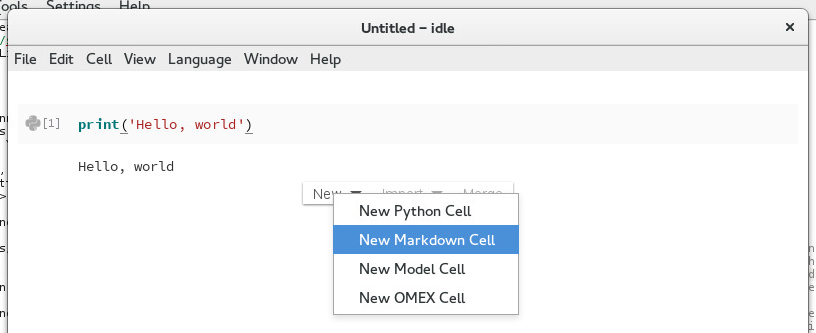 Tools Settings Help
Untitled – idle
File Edit Cell View Language Window Help
[1] print('Hello, world')
Hello, world
New Import Merge
New Python Cell
New Markdown Cell
New Model Cell
New OMEX Cell